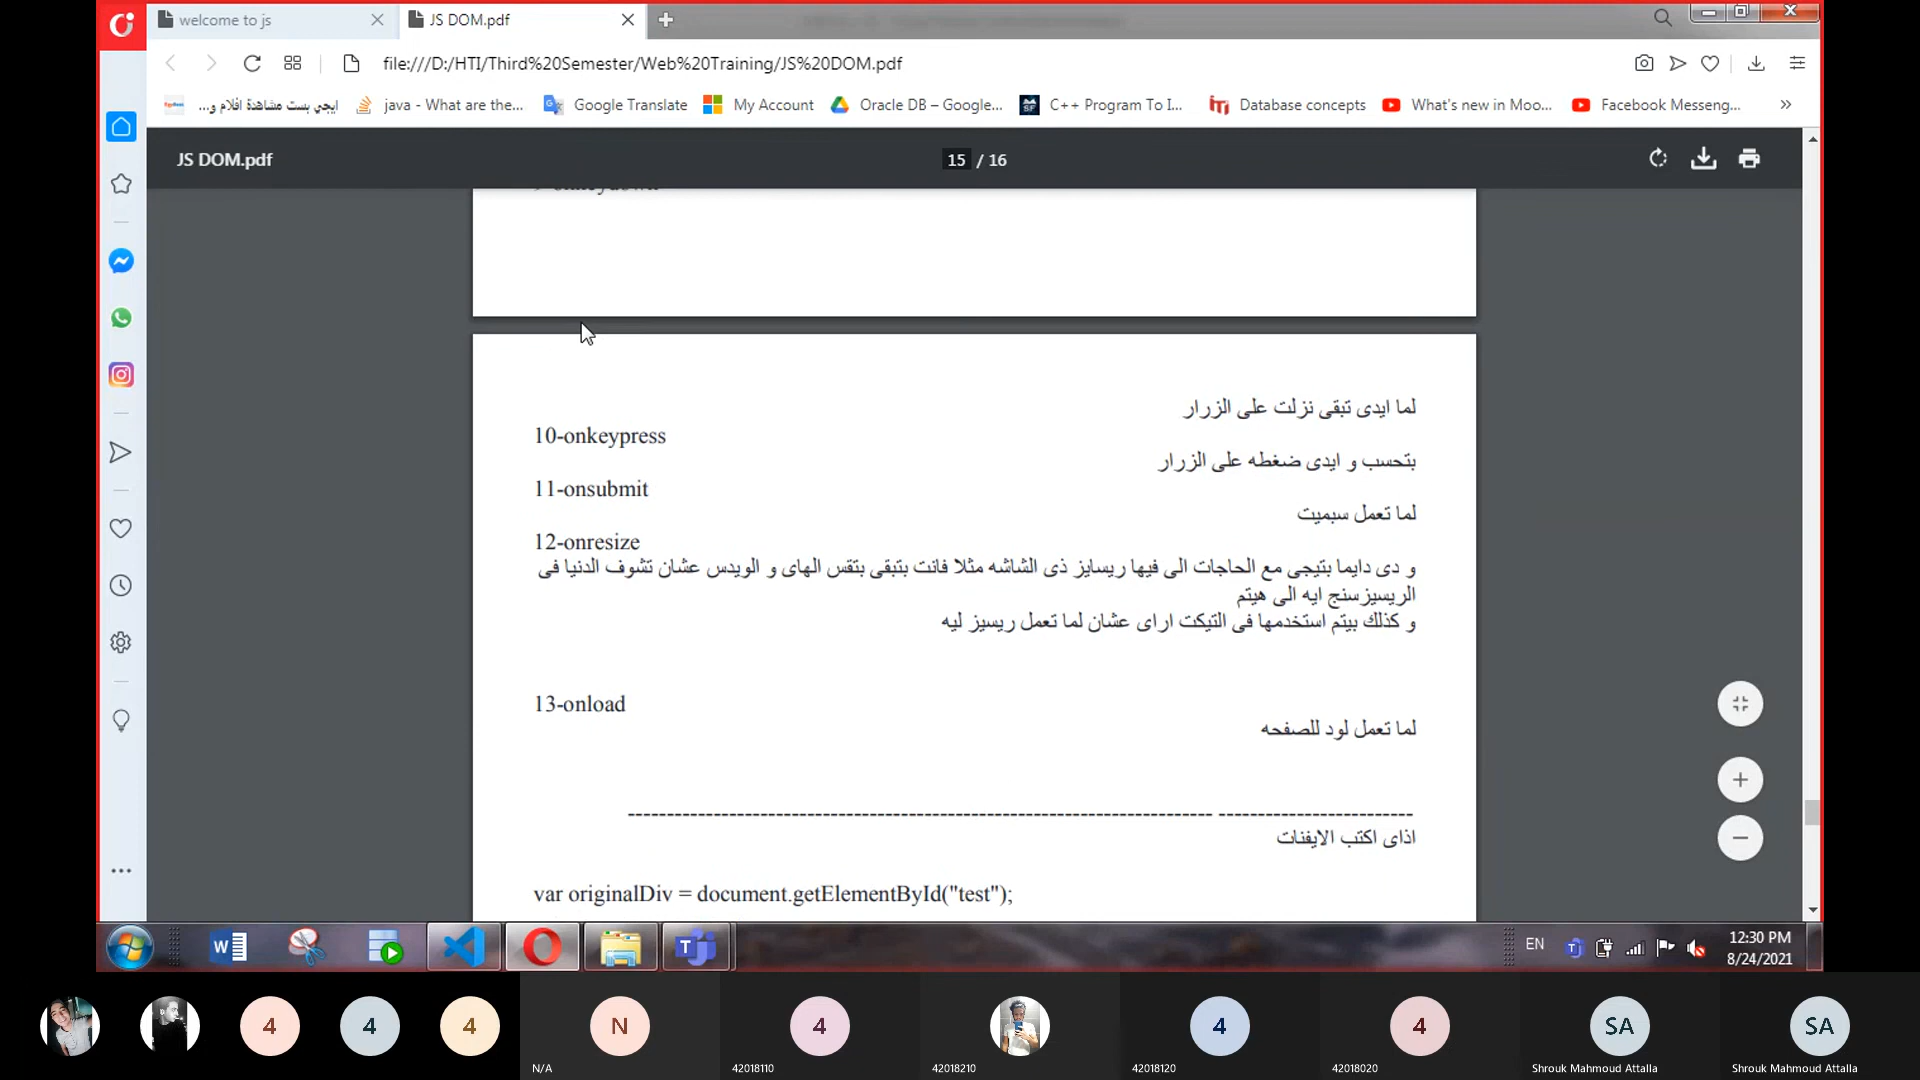 welcome to js
JS DOM.pdf
file:///D:/HTI/Third%20Semester/Web%20Training/JS%20DOM.pdf
ايجي بست مشاهدة افلام و...
java - What are the...
Google Translate
My Account
Oracle DB – Google...
C++ Program To I...
Database concepts
What's new in Moo...
Facebook Messeng...
JS DOM.pdf
15 / 16
لما ايدى تبقى نزلت على الزرار
10-onkeypress
بتحسب و ايدى ضغطه على الزرار
11-onsubmit
لما تعمل سبميت
12-onresize
و دى دايما بتيجى مع الحاجات الى فيها ريسايز ذى الشاشه مثلا فانت بتبقى بتقس الهاى و الويدس عشان تشوف الدنيا فى
الريسيزسنج ايه الى هيتم
و كذلك بيتم استخدمها فى التيكت اراى عشان لما تعمل ريسيز ليه
13-onload
لما تعمل لود للصفحه
------------------------------------------------------------------------ ------------------------
اذاى اكتب الايفنات
var originalDiv = document.getElementById("test");
EN
12:30 PM
8/24/2021
4
4
4
N
4
4
4
SA
SA
N/A
42018110
42018210
42018120
42018020
Shrouk Mahmoud Attalla
Shrouk Mahmoud Attalla